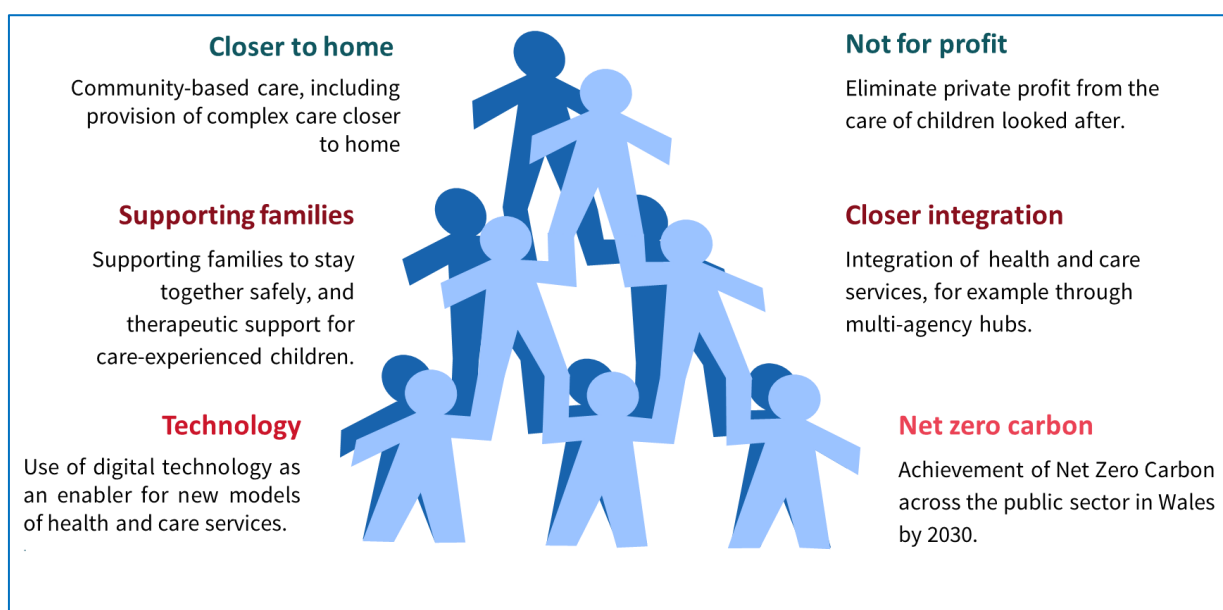 Closer to home
Community-based care, including
provision of complex care closer
to home
Not for profit
Eliminate private profit from the
care of children looked after.
Supporting families
Supporting families to stay
together safely, and
therapeutic support for
care-experienced children.
Closer integration
Integration of health and care
services, for example through
multi-agency hubs.
Technology
Use of digital technology as
an enabler for new models
of health and care services.
.
Net zero carbon
Achievement of Net Zero Carbon
across the public sector in Wales
by 2030.